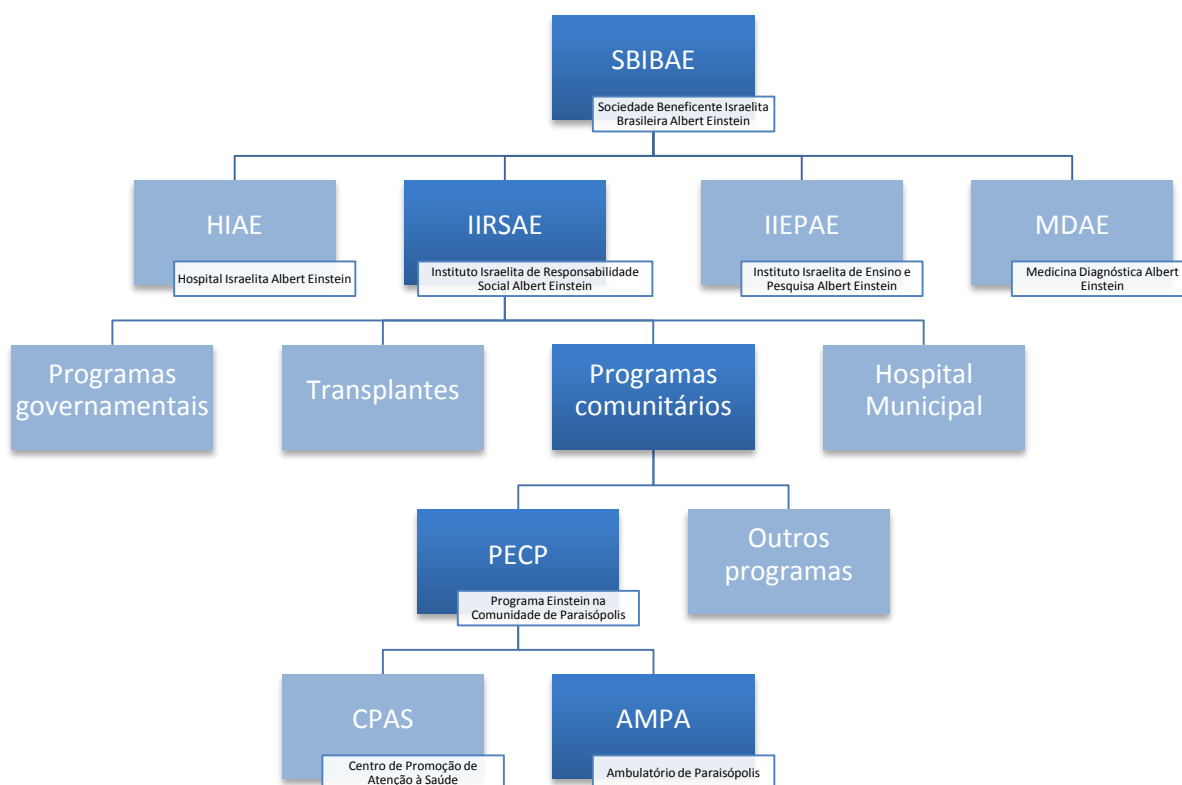 SBIBAE
Sociedade Beneficente Israelita
Brasileira Albert Einstein
HIAE
Hospital Israelita Albert Einstein
IIRSAE
Instituto Israelita de Responsabilidade
Social Albert Einstein
IIEPAE
Instituto Israelita de Ensino e
Pesquisa Albert Einstein
MDAE
Medicina Diagnóstica Albert
Einstein
Programas
governamentais
Transplantes
Programas
comunitários
Hospital
Municipal
PECP
Programa Einstein na
Comunidade de Paraisópolis
Outros
programas
CPAS
Centro de Promoção de
Atenção à Saúde
AMPA
Ambulatório de Paraisópolis